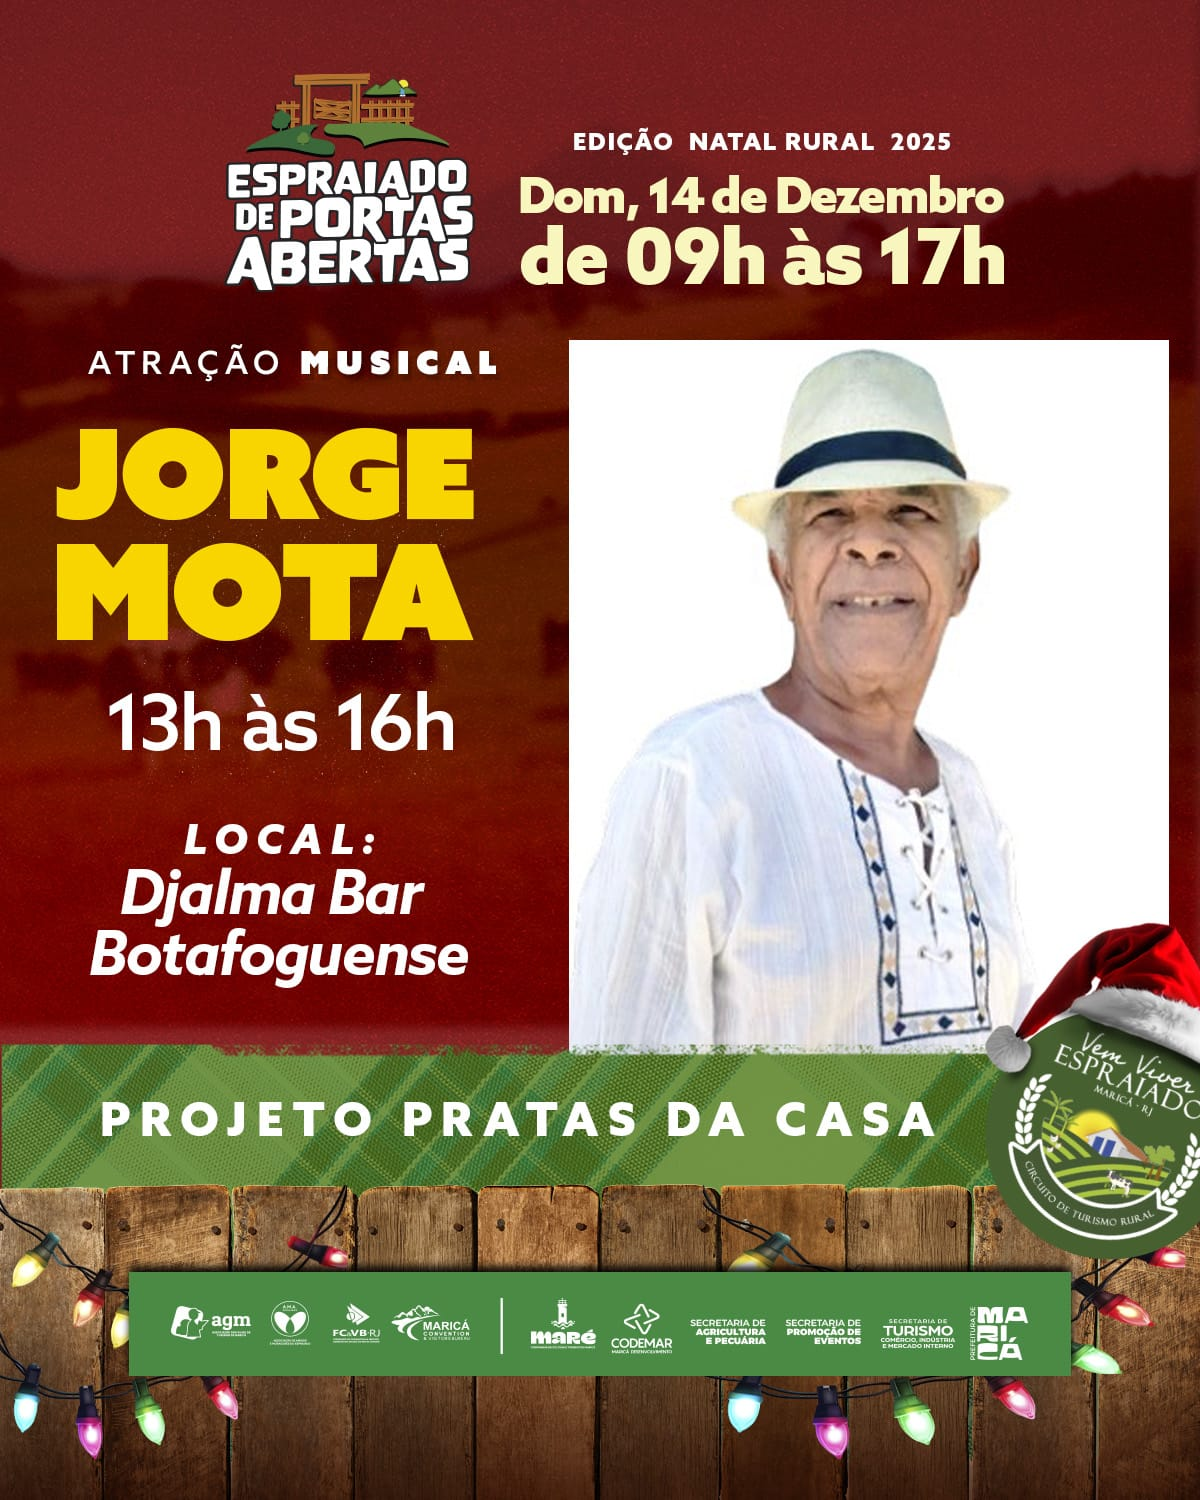 ESPRAIADO
DE PORTAS
ABERTAS
EDIÇÃO NATAL RURAL 2025
Dom, 14 de Dezembro
de 09h às 17h
ATRAÇÃO MUSICAL
JORGE
MOTA
13h às 16h
LOCAL:
Djalma Bar
Botafoguense
PROJETO PRATAS DA CASA
Vem Viver
ESPRAIADO
MARICÁ - RJ
CIRCUITO DE TURISMO RURAL
agm
A.M.A.
FC&VB-RJ
MARICÁ
CONVENTION
& VISITORS BUREAU
maré
CODEMAR
MARICÁ DESENVOLVIMENTO
SECRETARIA DE
AGRICULTURA
E PECUÁRIA
SECRETARIA DE
PROMOÇÃO DE
EVENTOS
SECRETARIA DE
TURISMO
COMÉRCIO, INDÚSTRIA
E MERCADO INTERNO
PREFEITURA DE
MA
RI
CÁ